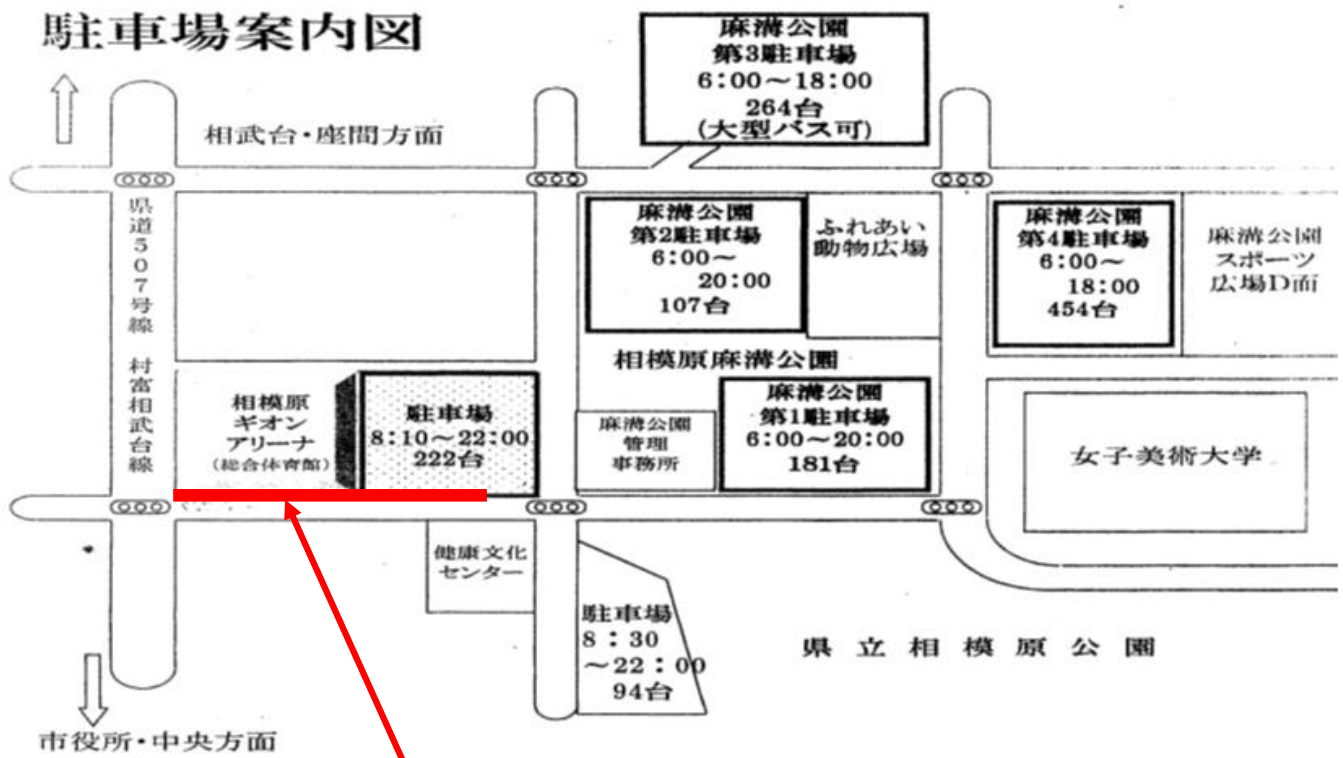 駐車場案内図
麻溝公園
第3駐車場
6:00～18:00
264台
(大型バス可)
相武台・座間方面
県道507号線 村富相武台線
麻溝公園
第2駐車場
6:00～
20:00
107台
ふれあい
動物広場
麻溝公園
第4駐車場
6:00～
18:00
454台
麻溝公園
スポーツ
広場D面
相模原麻溝公園
相模原
ギオン
アリーナ
(総合体育館)
駐車場
8:10～22:00
222台
麻溝公園
管理
事務所
麻溝公園
第1駐車場
6:00～20:00
181台
女子美術大学
健康文化
センター
駐車場
8：30
～22：00
94台
県立相模原公園
市役所・中央方面